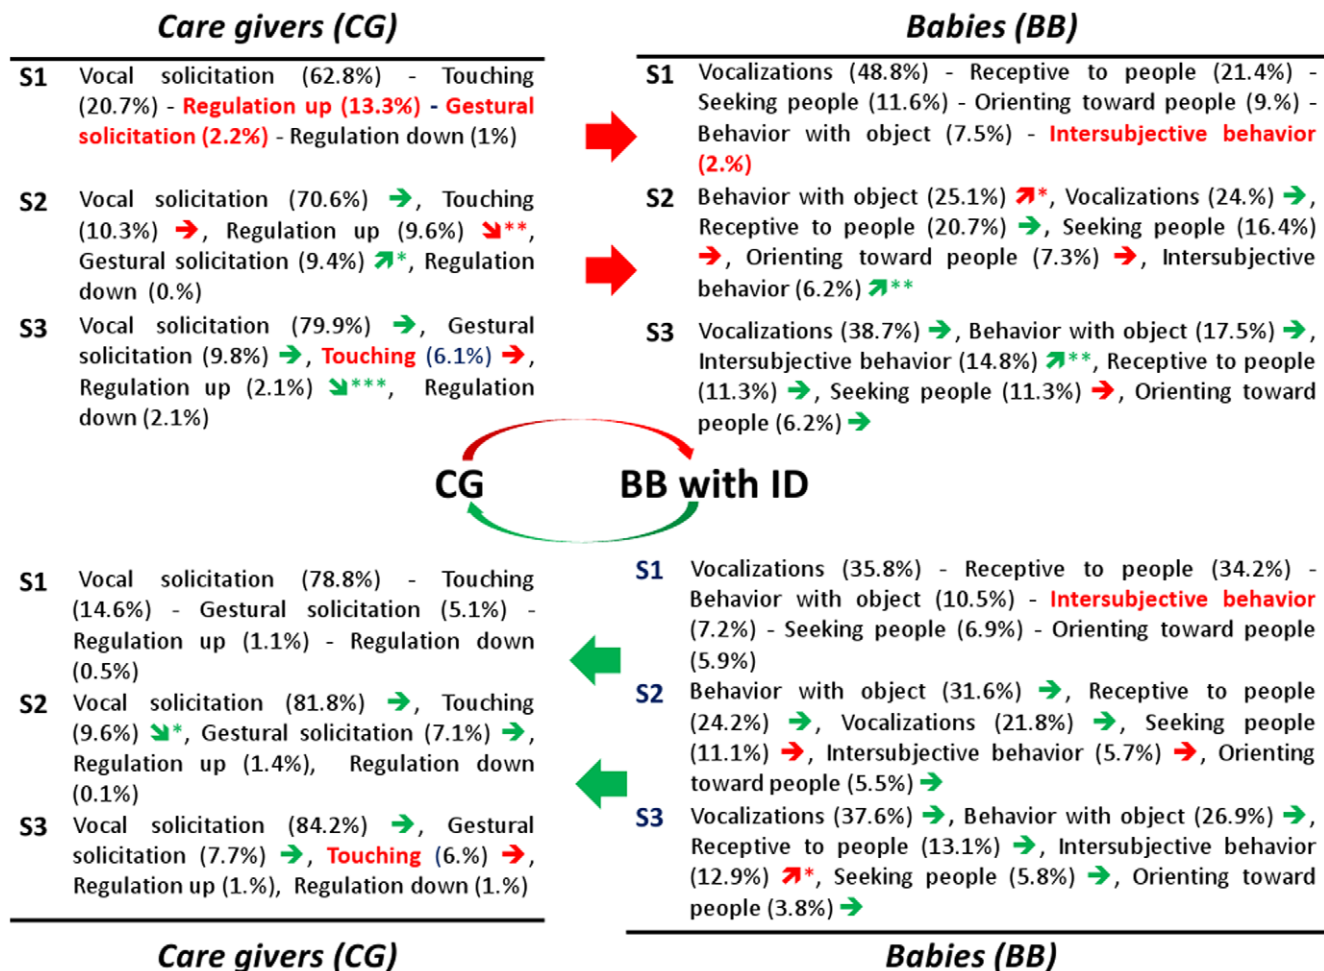 Care givers (CG)
S1 Vocal solicitation (62.8%) - Touching
(20.7%) - Regulation up (13.3%) - Gestural
solicitation (2.2%) - Regulation down (1%)
S2 Vocal solicitation (70.6%) ➔, Touching
(10.3%) ➔, Regulation up (9.6%) ➘**,
Gestural solicitation (9.4%) ➚*, Regulation
down (0.%)
S3 Vocal solicitation (79.9%) ➔, Gestural
solicitation (9.8%) ➔, Touching (6.1%) ➔,
Regulation up (2.1%) ➘***, Regulation
down (2.1%)
Babies (BB)
S1 Vocalizations (48.8%) - Receptive to people (21.4%) -
Seeking people (11.6%) - Orienting toward people (9.%) -
Behavior with object (7.5%) - Intersubjective behavior
(2.%)
S2 Behavior with object (25.1%) ➚*, Vocalizations (24.%) ➔,
Receptive to people (20.7%) ➔, Seeking people (16.4%)
➔, Orienting toward people (7.3%) ➔, Intersubjective
behavior (6.2%) ➚**
S3 Vocalizations (38.7%) ➔, Behavior with object (17.5%) ➔,
Intersubjective behavior (14.8%) ➚**, Receptive to people
(11.3%) ➔, Seeking people (11.3%) ➔, Orienting toward
people (6.2%) ➔
CG BB with ID
S1 Vocal solicitation (78.8%) - Touching
(14.6%) - Gestural solicitation (5.1%) -
Regulation up (1.1%) - Regulation down
(0.5%)
S2 Vocal solicitation (81.8%) ➔, Touching
(9.6%) ➘*, Gestural solicitation (7.1%) ➔,
Regulation up (1.4%), Regulation down
(0.1%)
S3 Vocal solicitation (84.2%) ➔, Gestural
solicitation (7.7%) ➔, Touching (6.%) ➔,
Regulation up (1.%), Regulation down (1.%)
Care givers (CG)
S1 Vocalizations (35.8%) - Receptive to people (34.2%) -
Behavior with object (10.5%) - Intersubjective behavior
(7.2%) - Seeking people (6.9%) - Orienting toward people
(5.9%)
S2 Behavior with object (31.6%) ➔, Receptive to people
(24.2%) ➔, Vocalizations (21.8%) ➔, Seeking people
(11.1%) ➔, Intersubjective behavior (5.7%) ➔, Orienting
toward people (5.5%) ➔
S3 Vocalizations (37.6%) ➔, Behavior with object (26.9%) ➔,
Receptive to people (13.1%) ➔, Intersubjective behavior
(12.9%) ➚*, Seeking people (5.8%) ➔, Orienting toward
people (3.8%) ➔
Babies (BB)